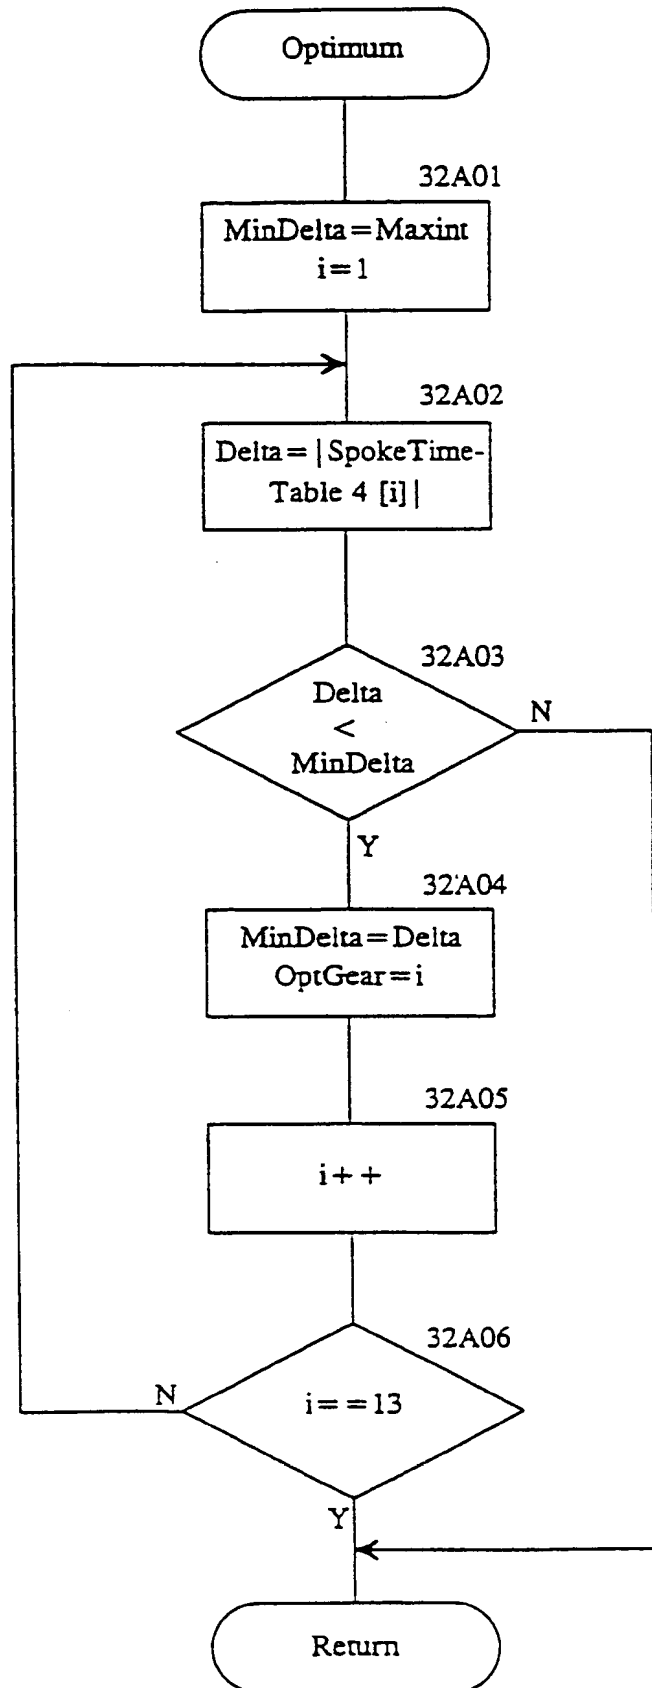 Optimum
32A01
MinDelta=Maxint
i=1
32A02
Delta=|SpokeTime-
Table 4 [i]|
32A03
Delta
<
MinDelta
N
Y
32A04
MinDelta=Delta
OptGear=i
32A05
i++
32A06
i==13
N
Y
Return